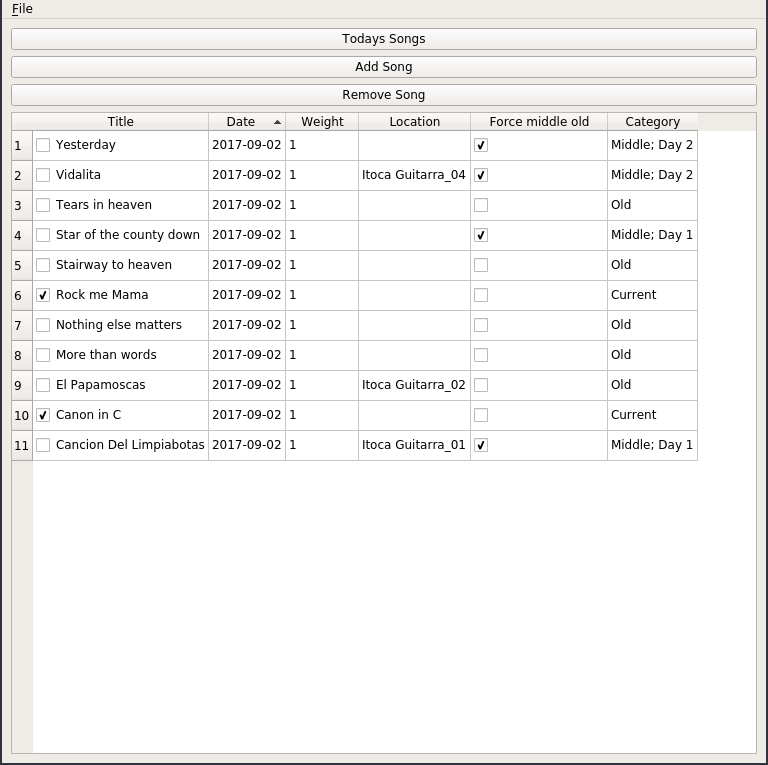 File
Todays Songs
Add Song
Remove Song
Title Date Weight Location Force middle old Category
1 Yesterday 2017-09-02 1 Middle; Day 2
2 Vidalita 2017-09-02 1 Itoca Guitarra_04 Middle; Day 2
3 Tears in heaven 2017-09-02 1 Old
4 Star of the county down 2017-09-02 1 Middle; Day 1
5 Stairway to heaven 2017-09-02 1 Old
6 Rock me Mama 2017-09-02 1 Current
7 Nothing else matters 2017-09-02 1 Old
8 More than words 2017-09-02 1 Old
9 El Papamoscas 2017-09-02 1 Itoca Guitarra_02 Old
10 Canon in C 2017-09-02 1 Current
11 Cancion Del Limpiabotas 2017-09-02 1 Itoca Guitarra_01 Middle; Day 1